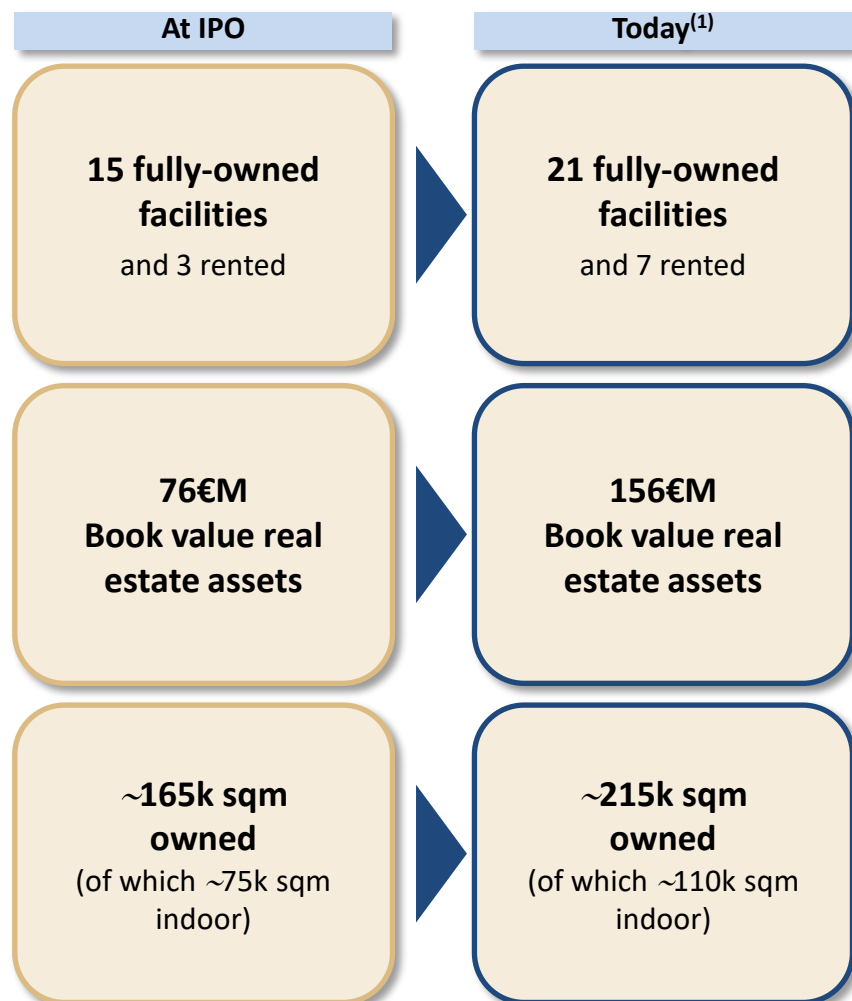 At IPO
Today(1)
15 fully-owned
facilities
and 3 rented
21 fully-owned
facilities
and 7 rented
76€M
Book value real
estate assets
156€M
Book value real
estate assets
~165k sqm
owned
(of which ~75k sqm
indoor)
~215k sqm
owned
(of which ~110k sqm
indoor)